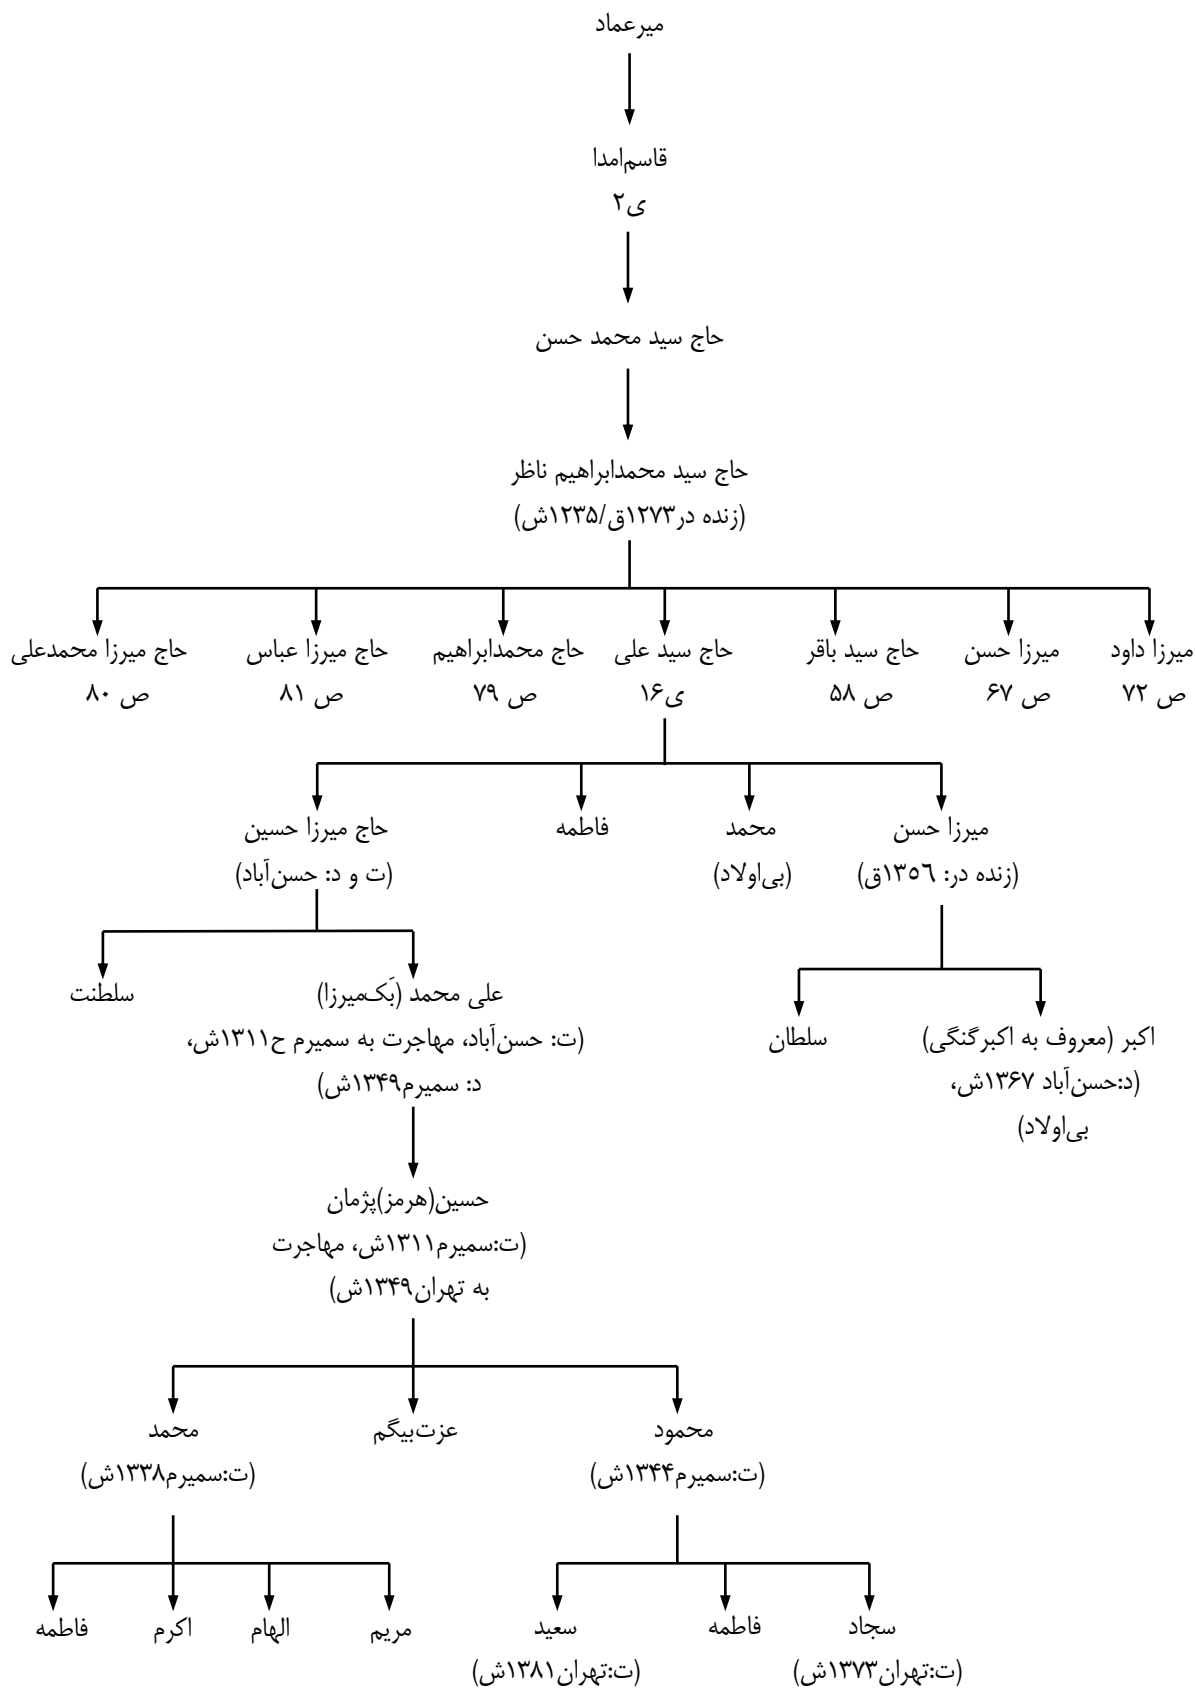 میرعماد
قاسم‌امدا
ی۲
حاج سید محمد حسن
حاج سید محمدابراهیم ناظر
(زنده در۱۲۷۳ق/۱۲۳۵ش)
میرزا داود
ص ۷۲
میرزا حسن
ص ۶۷
حاج سید باقر
ص ۵۸
حاج سید علی
ی۱۶
حاج محمدابراهیم
ص ۷۹
حاج میرزا عباس
ص ۸۱
حاج میرزا محمدعلی
ص ۸۰
میرزا حسن
(زنده در: ۱۳۵٦ق)
محمد
(بی‌اولاد)
فاطمه
حاج میرزا حسین
(ت و د: حسن‌آباد)
اکبر (معروف به اکبرگنگی)
(د:حسن‌آباد ۱۳۶۷ش،
بی‌اولاد)
سلطان
علی محمد (بَک‌میرزا)
(ت: حسن‌آباد، مهاجرت به سمیرم ح۱۳۱۱ش،
د: سمیرم۱۳۴۹ش)
سلطنت
حسین(هرمز)پژمان
(ت:سمیرم۱۳۱۱ش، مهاجرت
به تهران۱۳۴۹ش)
محمود
(ت:سمیرم۱۳۴۴ش)
عزت‌بیگم
محمد
(ت:سمیرم۱۳۳۸ش)
سجاد
(ت:تهران۱۳۷۳ش)
فاطمه
سعید
(ت:تهران۱۳۸۱ش)
مریم
الهام
اکرم
فاطمه